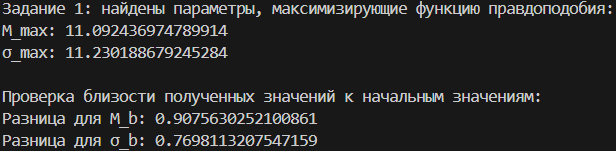 Задание 1: найдены параметры, максимизирующие функцию правдоподобия:
M_max: 11.092436974789914
σ_max: 11.230188679245284
Проверка близости полученных значений к начальным значениям:
Разница для M_b: 0.9075630252100861
Разница для σ_b: 0.7698113207547159